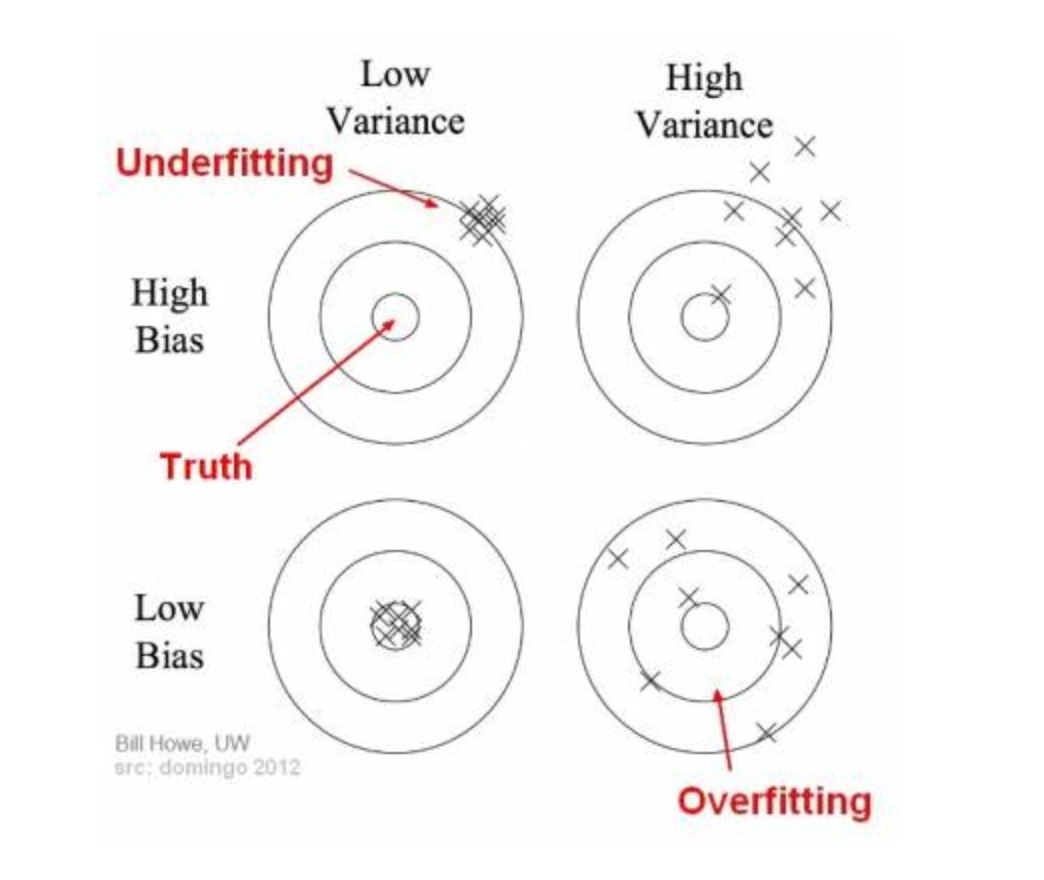 Low
Variance
High
Variance
Underfitting
High
Bias
Truth
Low
Bias
Bill Howe, UW
src; domingo 2012
Overfitting